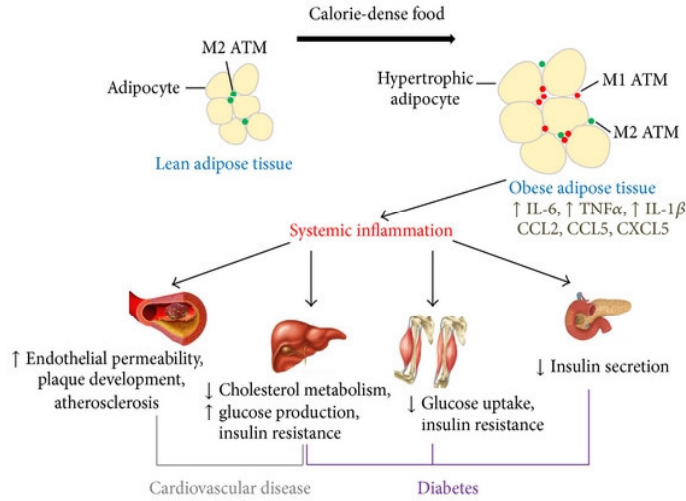 Calorie-dense food
M2 ATM
Adipocyte
Lean adipose tissue
Hypertrophic
adipocyte
M1 ATM
M2 ATM
Obese adipose tissue
↑ IL-6, ↑ TNFα, ↑ IL-1β
CCL2, CCL5, CXCL5
Systemic inflammation
↑ Endothelial permeability,
plaque development,
atherosclerosis
↓ Cholesterol metabolism,
↑ glucose production,
insulin resistance
↓ Glucose uptake,
insulin resistance
↓ Insulin secretion
Cardiovascular disease
Diabetes